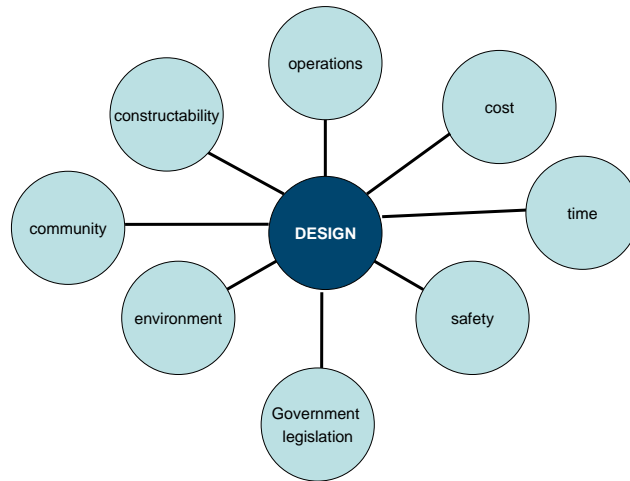 operations
constructability
cost
community
DESIGN
time
environment
safety
Government
legislation